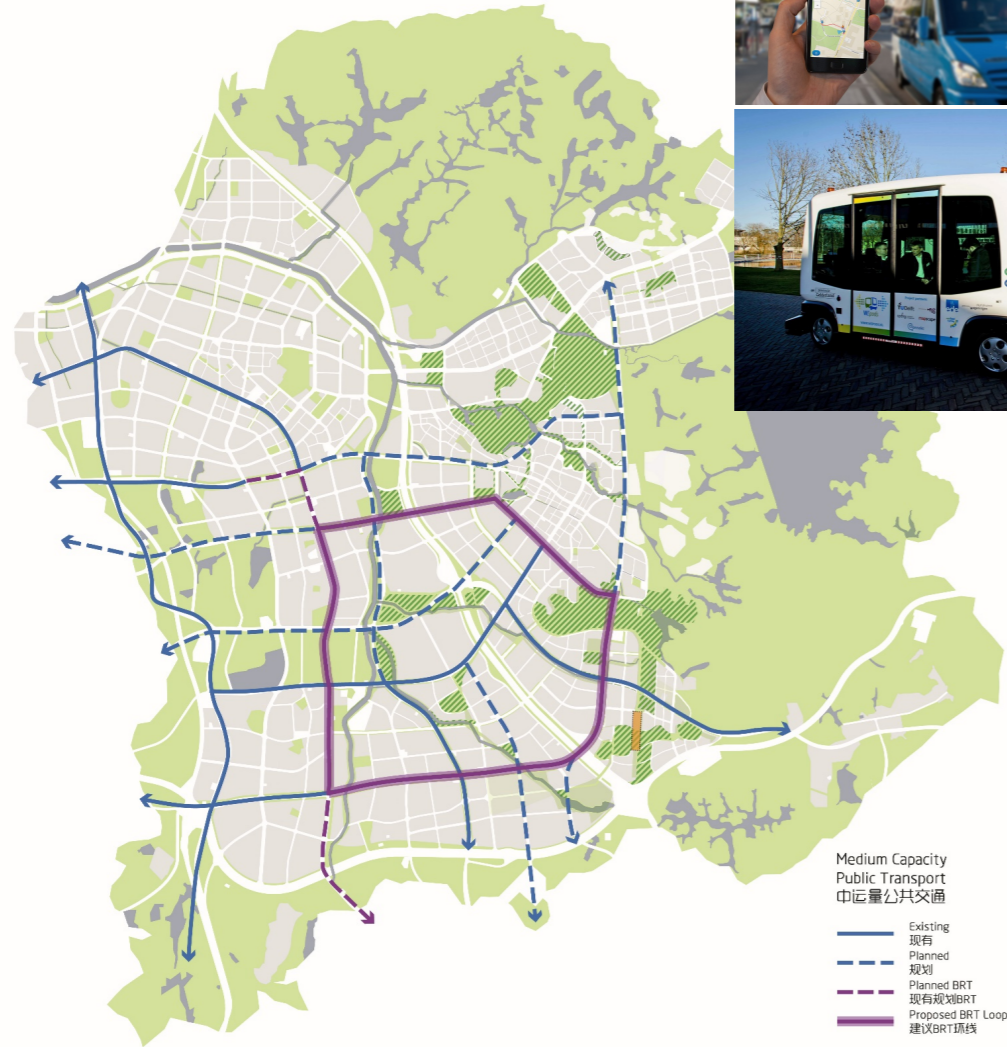 Medium Capacity
Public Transport
中运量公共交通
Existing
现有
Planned
规划
Planned BRT
现有规划BRT
Proposed BRT Loop
建议BRT环线